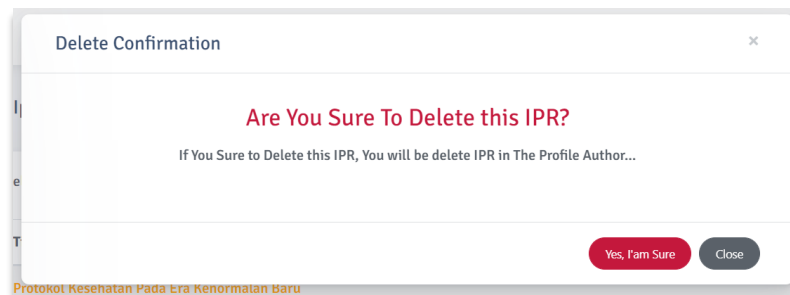 Delete Confirmation
×
Are You Sure To Delete this IPR?
If You Sure to Delete this IPR, You will be delete IPR in The Profile Author...
Yes, I'am Sure
Close
Protokol Kesehatan Pada Era Kenormalan Baru